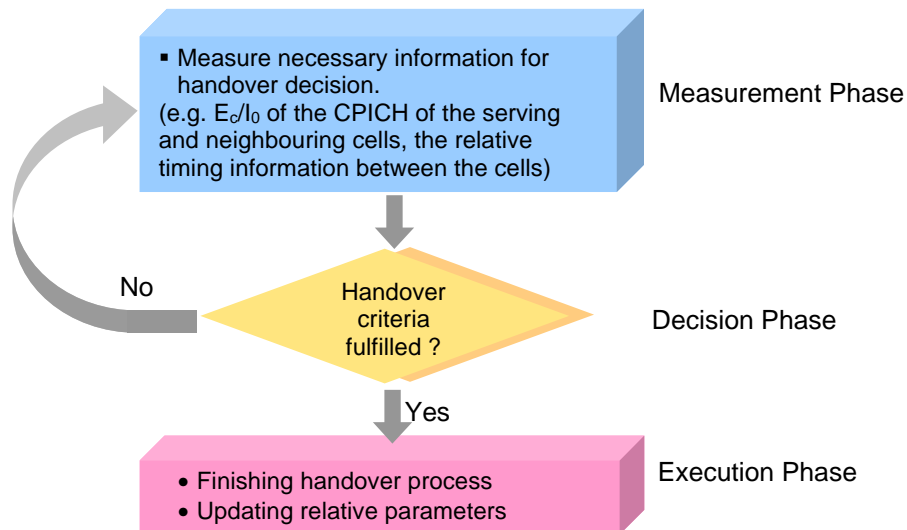 ▪ Measure necessary information for
handover decision.
(e.g. Ec/I0 of the CPICH of the serving
and neighbouring cells, the relative
timing information between the cells)
Measurement Phase
No
Handover
criteria
fulfilled ?
Decision Phase
Yes
• Finishing handover process
• Updating relative parameters
Execution Phase